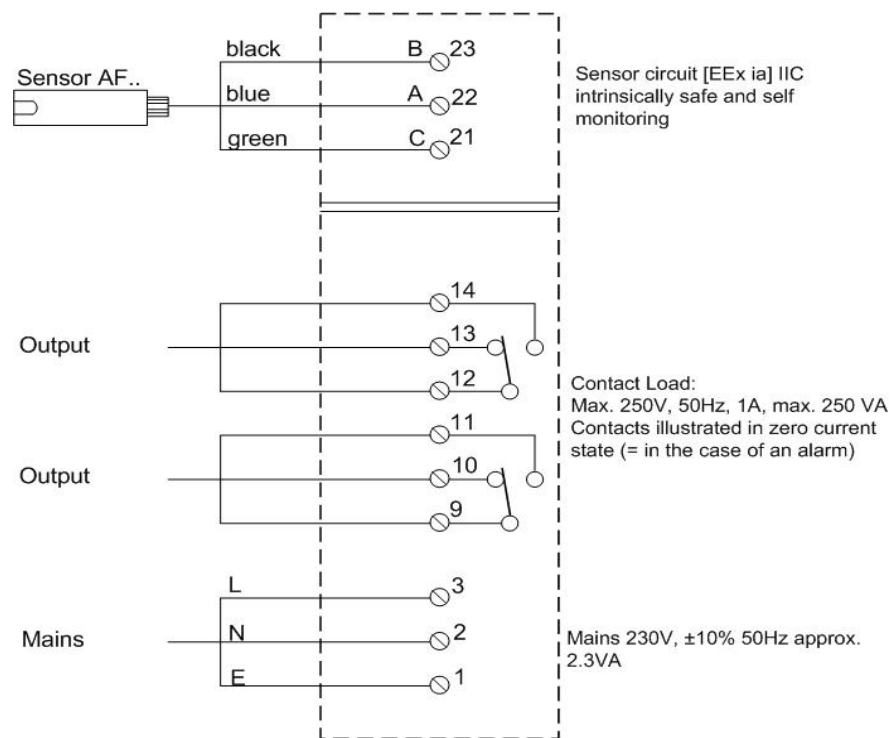 black B 23
Sensor AF..
blue A 22
green C 21
Sensor circuit [EEx ia] IIC
intrinsically safe and self
monitoring
14
Output 13
12
11
Output 10
9
Contact Load:
Max. 250V, 50Hz, 1A, max. 250 VA
Contacts illustrated in zero current
state (= in the case of an alarm)
L 3
Mains N 2
E 1
Mains 230V, ±10% 50Hz approx.
2.3VA